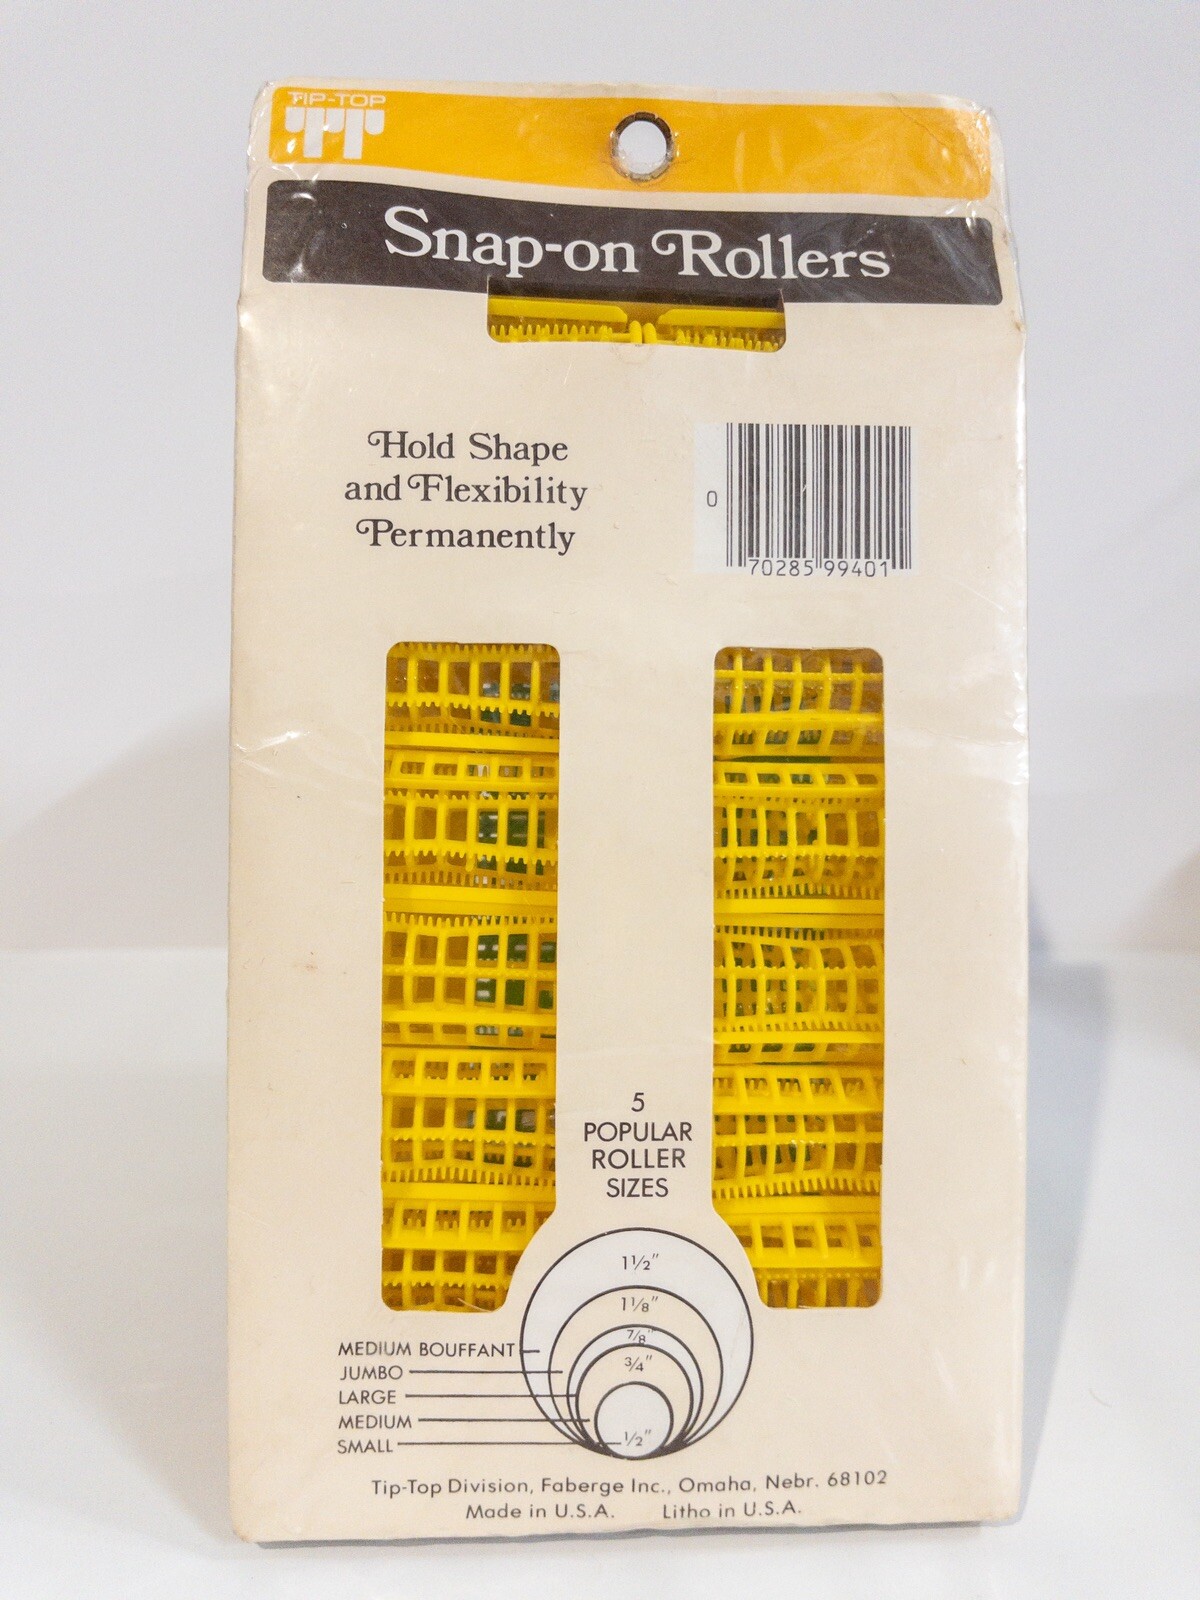 TIP-TOP
Snap-on Rollers
Hold Shape
and Flexibility
Permanently
0
70285 99401
5
POPULAR
ROLLER
SIZES
1½"
1⅛"
⅞"
¾"
½"
MEDIUM BOUFFANT
JUMBO
LARGE
MEDIUM
SMALL
Tip-Top Division, Faberge Inc., Omaha, Nebr. 68102
Made in U.S.A. Litho in U.S.A.